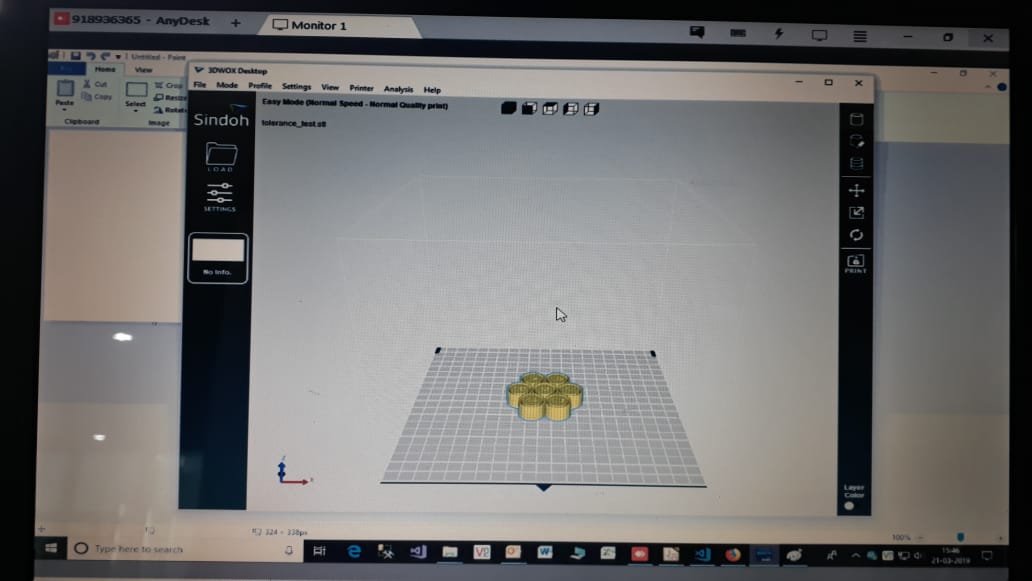 918936365 - AnyDesk
+
Monitor 1
Untitled - Paint
Home View
Paste
Cut
Copy
Select
Crop
Resize
Rotate
Clipboard
Image
3DWOX Desktop
File Mode Profile Settings View Printer Analysis Help
Sindoh
LOAD
SETTINGS
No Info.
Easy Mode (Normal Speed - Normal Quality print)
tolerance_test.stl
PRINT
Z
X
Layer
Color
324 × 338px
100%
Type here to search
15:46
21-03-2019